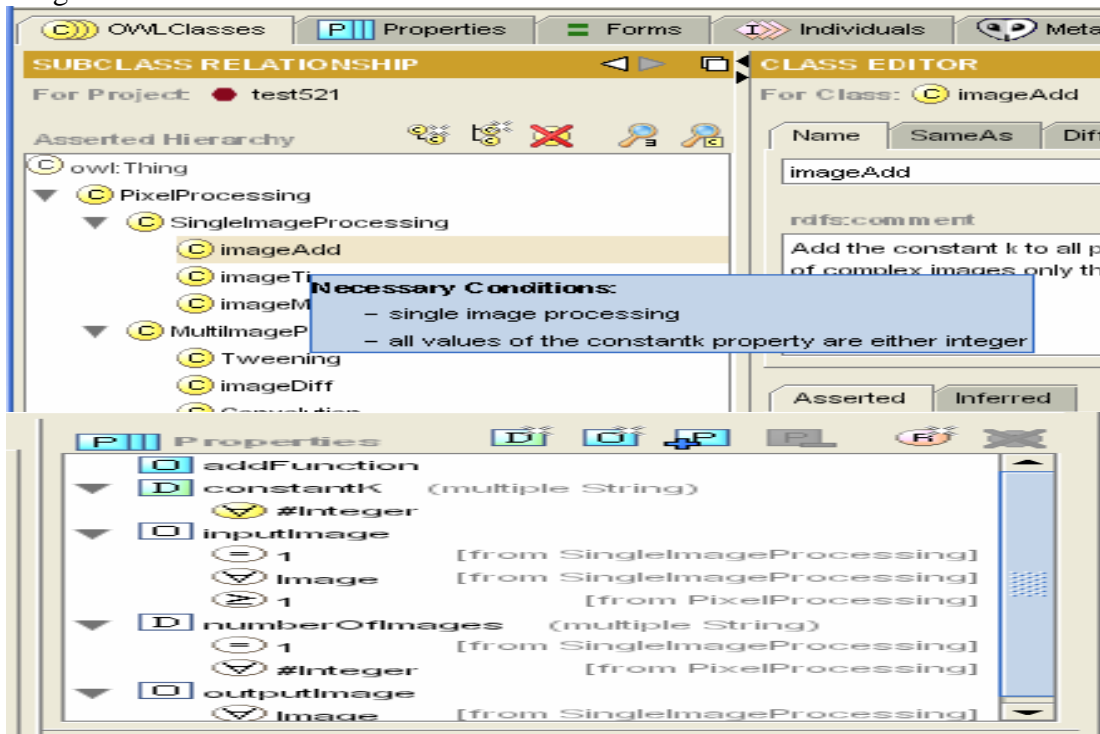 OWLClasses Properties Forms Individuals Meta
SUBCLASS RELATIONSHIP
For Project: test521
Asserted Hierarchy
owl:Thing
PixelProcessing
SingleImageProcessing
imageAdd
imageTi
imageM
MultiImageP
Tweening
imageDiff
Necessary Conditions:
– single image processing
– all values of the constantk property are either integer
CLASS EDITOR
For Class: imageAdd
Name SameAs Diff
imageAdd
rdfs:comment
Add the constant k to all p
of complex images only th
Asserted Inferred
Properties
addFunction
constantK (multiple String)
#Integer
inputImage
= 1 [from SingleImageProcessing]
∀ Image [from SingleImageProcessing]
≥ 1 [from PixelProcessing]
numberOfImages (multiple String)
= 1 [from SingleImageProcessing]
∀ #Integer [from PixelProcessing]
outputImage
∀ Image [from SingleImageProcessing]